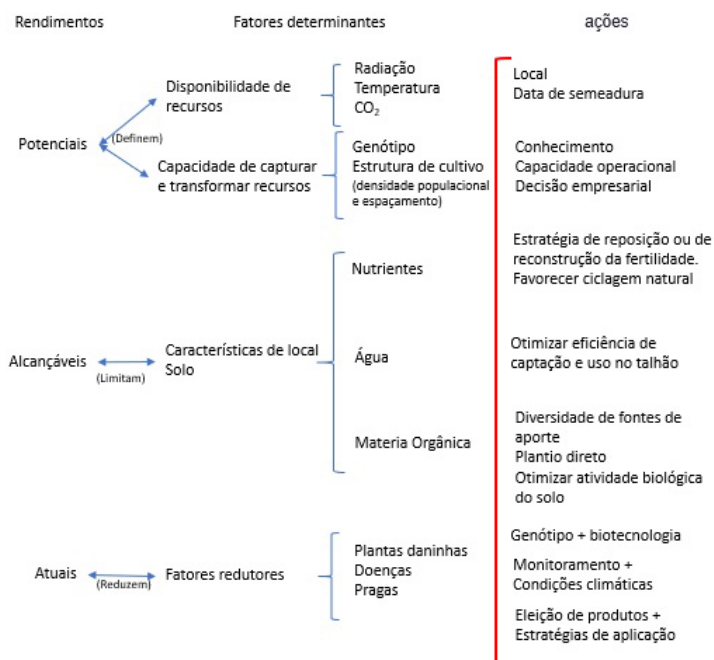 Rendimentos
Fatores determinantes
ações
Potenciais
(Definem)
Disponibilidade de
recursos
Radiação
Temperatura
CO₂
Local
Data de semeadura
Capacidade de capturar
e transformar recursos
Genótipo
Estrutura de cultivo
(densidade populacional
e espaçamento)
Conhecimento
Capacidade operacional
Decisão empresarial
Alcançáveis
(Limitam)
Características de local
Solo
Nutrientes
Estratégia de reposição ou de
reconstrução da fertilidade.
Favorecer ciclagem natural
Água
Otimizar eficiência de
captação e uso no talhão
Materia Orgânica
Diversidade de fontes de
aporte
Plantio direto
Otimizar atividade biológica
do solo
Atuais
(Reduzem)
Fatores redutores
Plantas daninhas
Doenças
Pragas
Genótipo + biotecnologia
Monitoramento +
Condições climáticas
Eleição de produtos +
Estratégias de aplicação